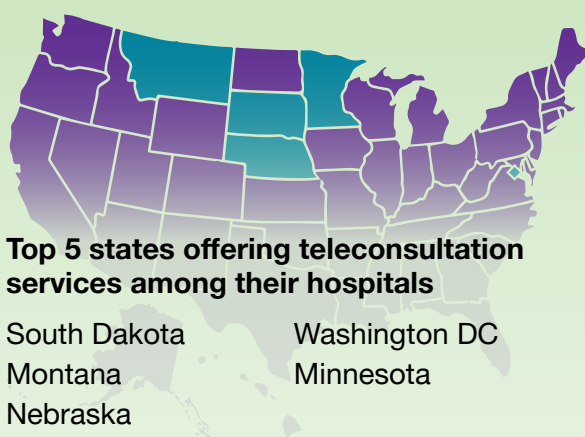 Top 5 states offering teleconsultation
services among their hospitals
South Dakota
Montana
Nebraska
Washington DC
Minnesota